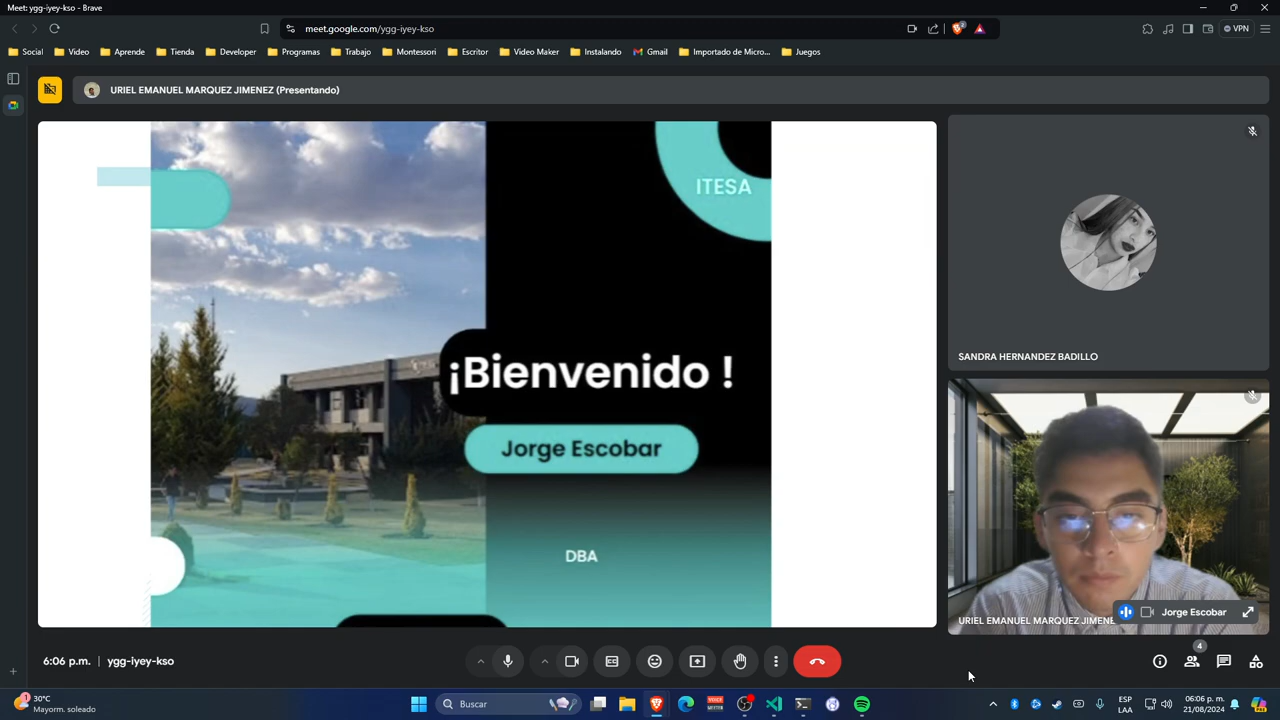 Meet: ygg-iyey-kso - Brave
meet.google.com/ygg-iyey-kso
VPN
Social
Video
Aprende
Tienda
Developer
Programas
Trabajo
Montessori
Escritor
Video Maker
Instalando
Gmail
Importado de Micro...
Juegos
URIEL EMANUEL MARQUEZ JIMENEZ (Presentando)
ITESA
¡Bienvenido !
Jorge Escobar
DBA
SANDRA HERNANDEZ BADILLO
Jorge Escobar
URIEL EMANUEL MARQUEZ JIMENE
6:06 p.m. | ygg-iyey-kso
4
1
30°C
Mayorm. soleado
Buscar
ESP
LAA
06:06 p. m.
21/08/2024